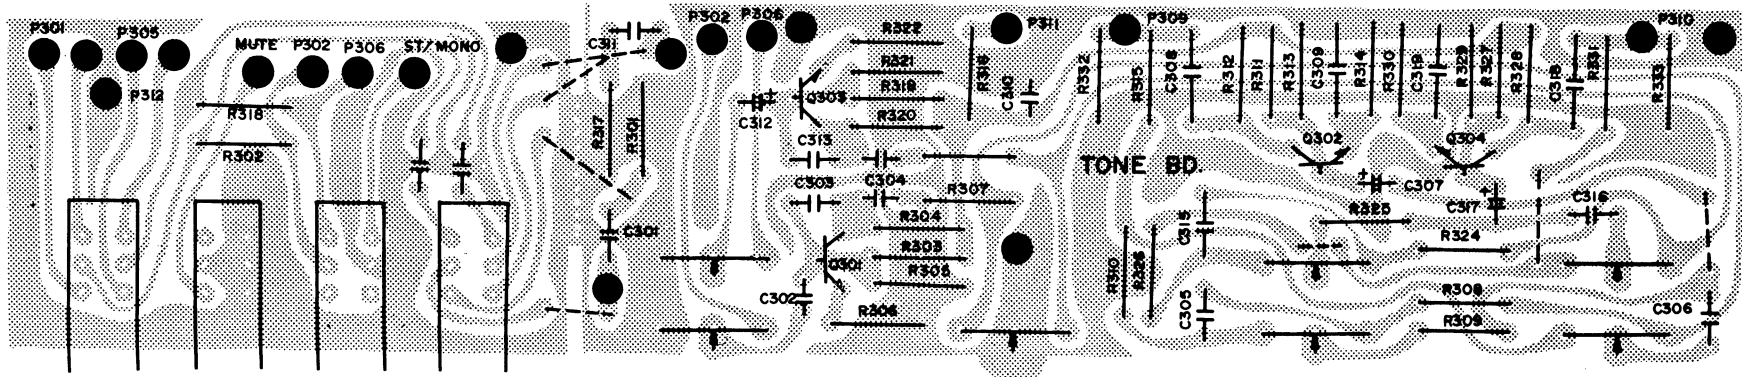 P301
P305
P312
MUTE
P302
P306
ST/MONO
R318
R302
C311
P302
P306
R317
R301
C301
C312
Q303
C313
C303
C304
R322
R321
R319
R320
R307
R304
R303
R305
R306
Q301
C302
R316
C310
P311
P309
R332
R315
C308
R312
R311
R313
C309
R314
R330
C319
R329
R327
R328
C318
R331
P310
R333
TONE BD.
Q302
Q304
C307
R325
C317
C316
R324
C315
R310
R326
C305
R308
R309
C306